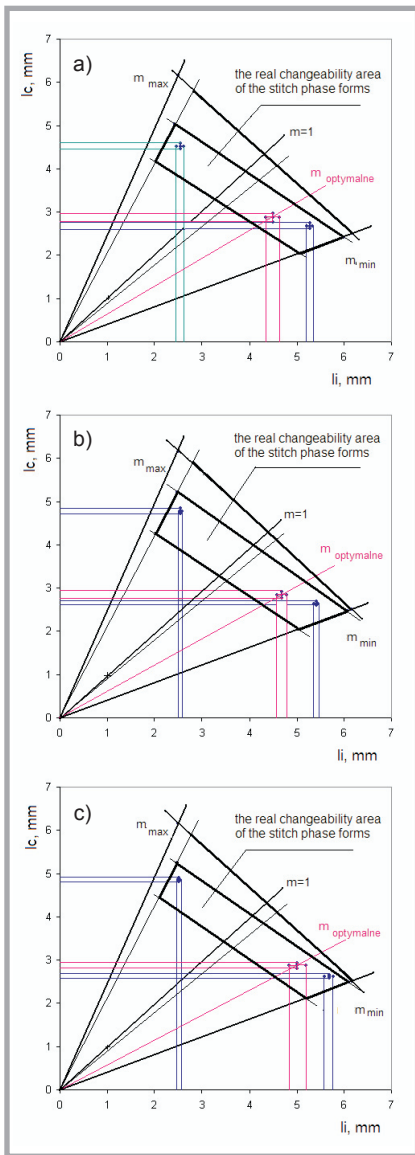 a)
lc, mm
7
6
5
4
3
2
1
0
m max
the real changeability area
of the stitch phase forms
m=1
m optymalne
m min
0 1 2 3 4 5 6 7
li, mm
b)
lc, mm
7
6
5
4
3
2
1
0
m max
the real changeability area
of the stitch phase forms
m=1
m optymalne
m min
0 1 2 3 4 5 6 7
li, mm
c)
lc, mm
7
6
5
4
3
2
1
0
m max
the real changeability area
of the stitch phase forms
m=1
m optymalne
m min
0 1 2 3 4 5 6 7
li, mm